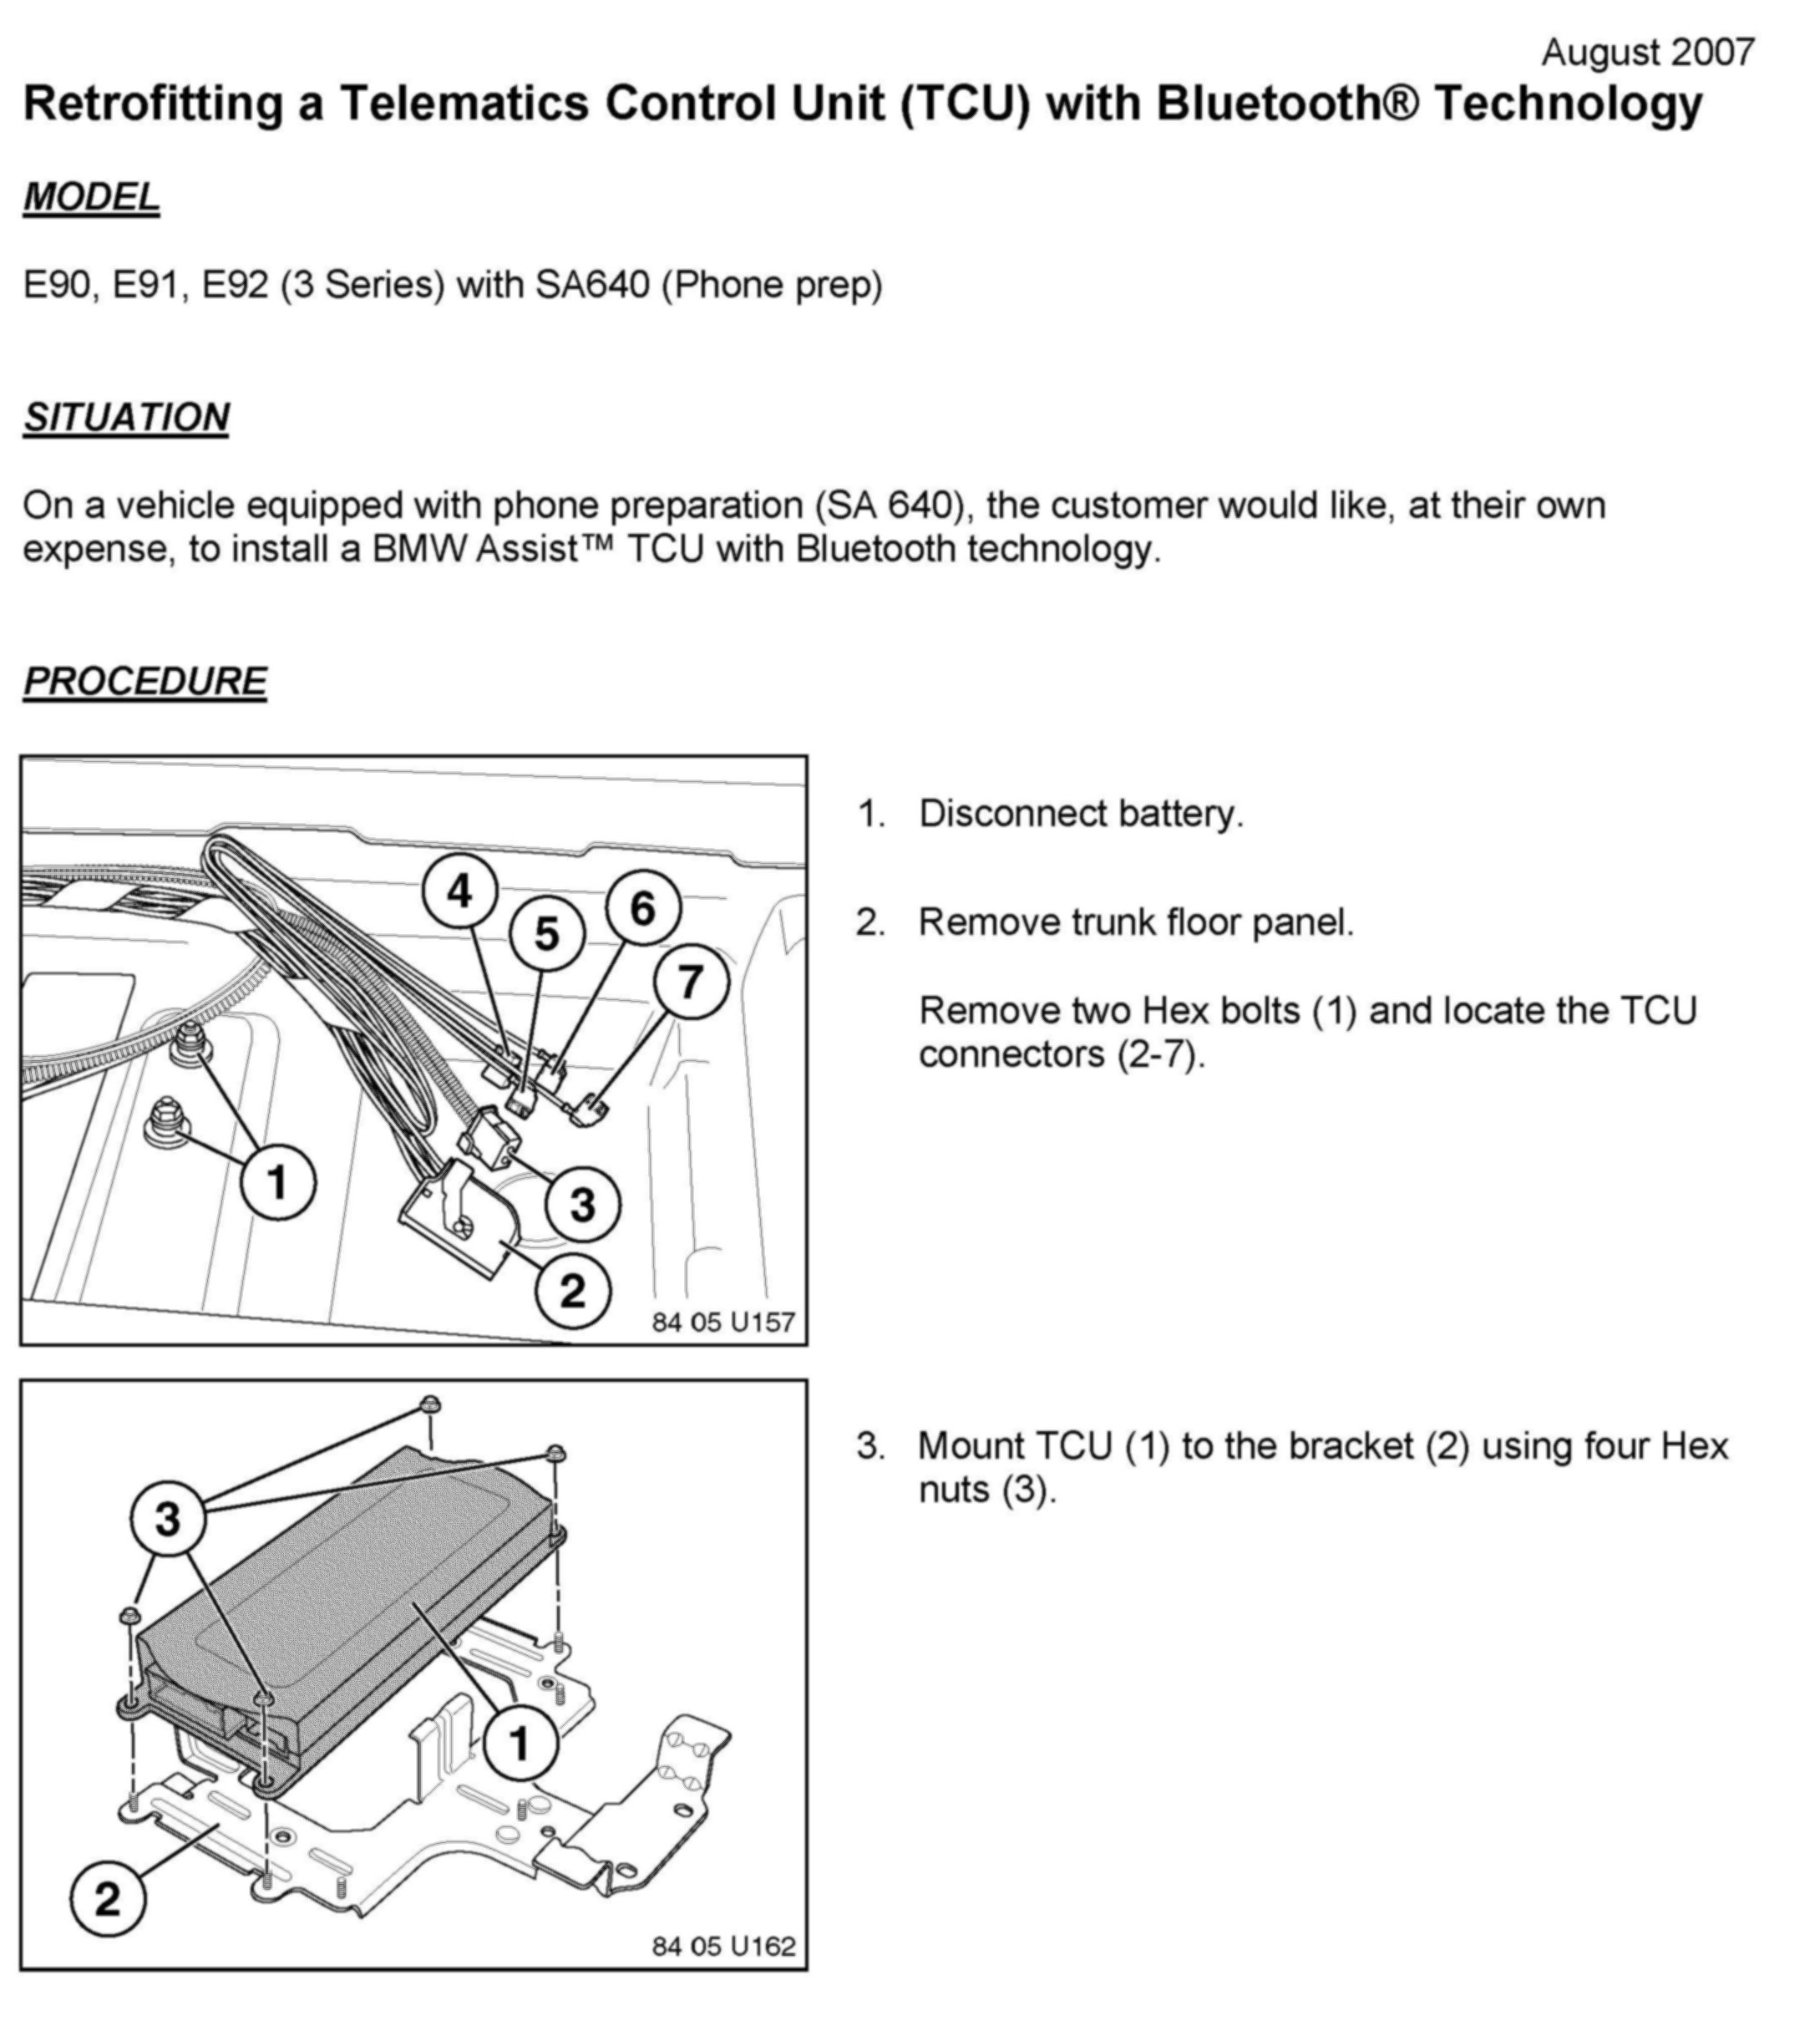 August 2007
Retrofitting a Telematics Control Unit (TCU) with Bluetooth® Technology
MODEL
E90, E91, E92 (3 Series) with SA640 (Phone prep)
SITUATION
On a vehicle equipped with phone preparation (SA 640), the customer would like, at their own
expense, to install a BMW Assist™ TCU with Bluetooth technology.
PROCEDURE
4
5
6
7
1
3
2
84 05 U157
1. Disconnect battery.
2. Remove trunk floor panel.
Remove two Hex bolts (1) and locate the TCU
connectors (2-7).
3
1
2
84 05 U162
3. Mount TCU (1) to the bracket (2) using four Hex
nuts (3).